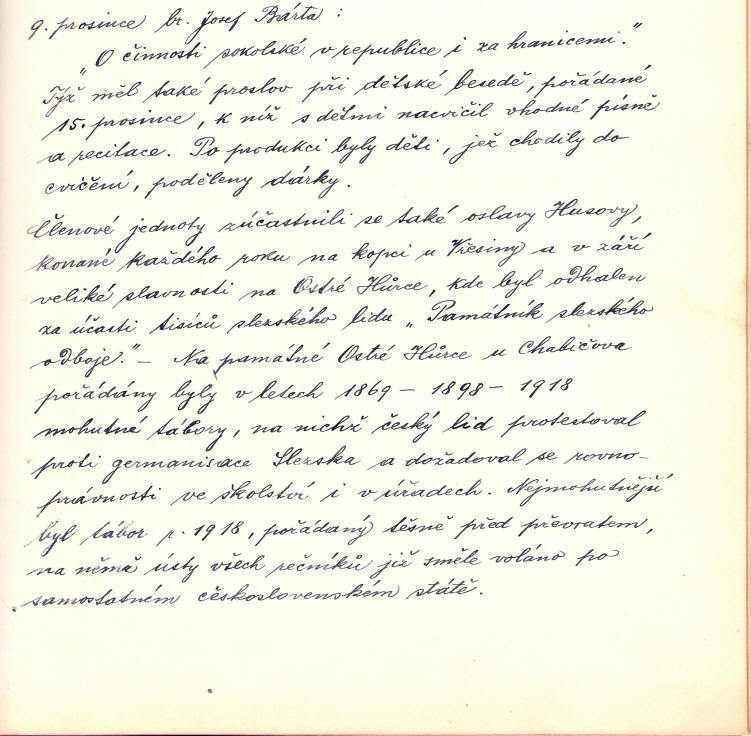 9. prosince br. Josef Bárta :
„O činnosti sokolské v republice i za hranicemi."
Týž měl také proslov při dětské besedě, pořádané
15. prosince, k níž s dětmi nacvičil vhodné písně
a recitace. Po produkci byly děti, jež chodily do
cvičení, poděleny dárky.
Členové jednoty zúčastnili se také oslavy Husovy,
konané každého roku na kopci u Vřesiny a v září
veliké slavnosti na Ostré Hůrce, kde byl odhalen
za účasti tisíců slezského lidu „Památník slezského
odboje." — Na památné Ostré Hůrce u Chabičova
pořádány byly v letech 1869 — 1898 — 1918
mohutné tábory, na nichž český lid protestoval
proti germanisace Slezska a dožadoval se rovno-
právnosti ve školství i v úřadech. Nejmohutnější
byl tábor r. 1918, pořádaný těsně před převratem,
na němž ústy všech řečníků již směle voláno po
samostatném československém státě.